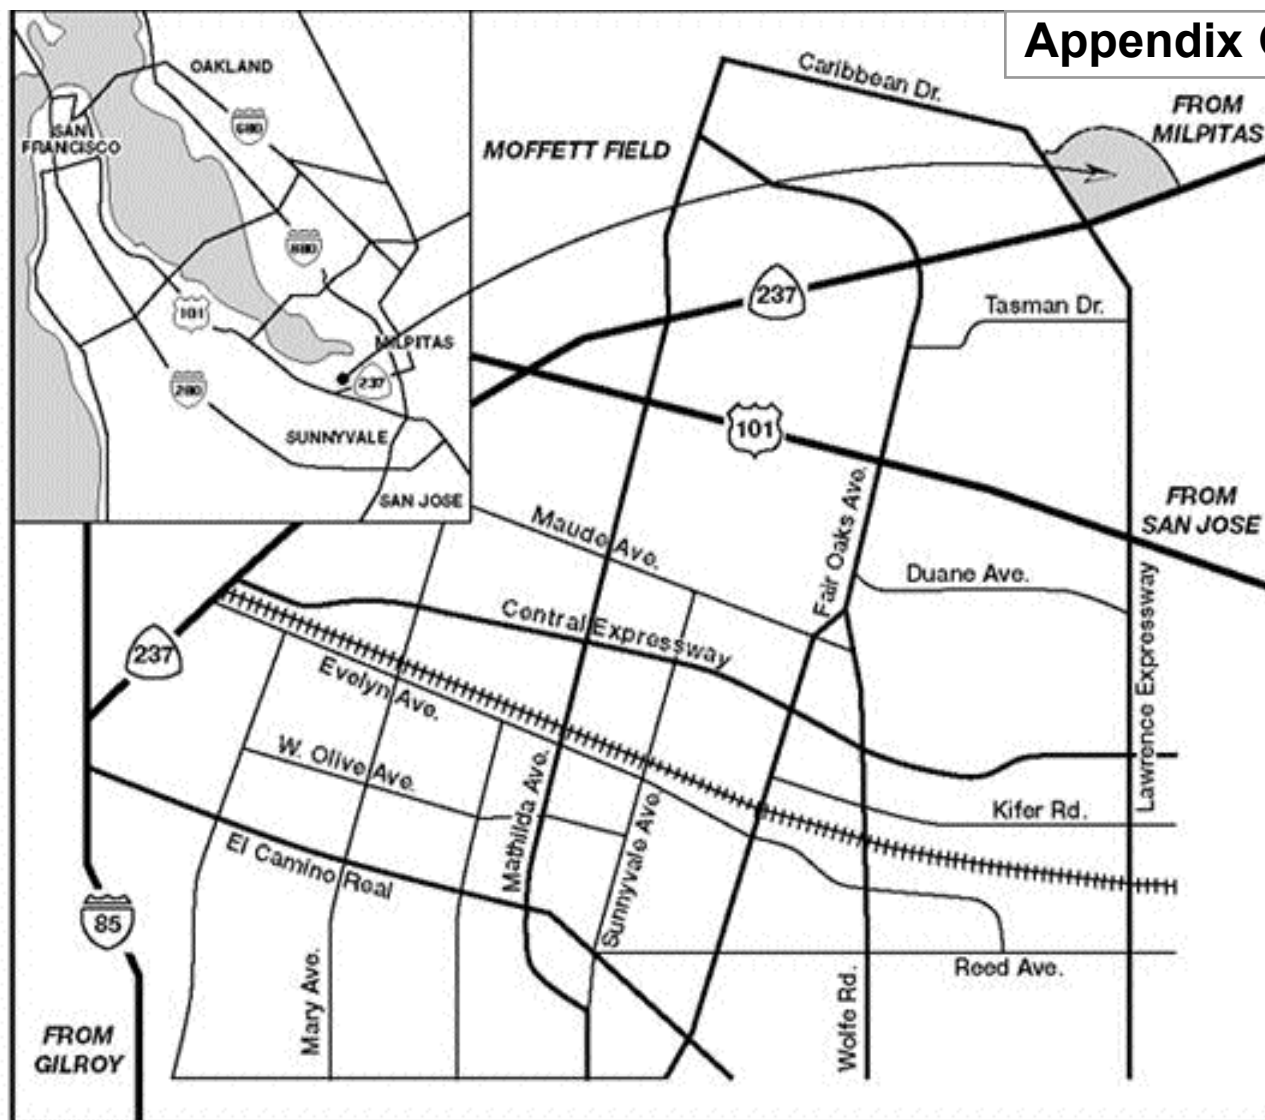 Appendix
OAKLAND
680
SAN
FRANCISCO
880
101
MILPITAS
280
237
SUNNYVALE
SAN JOSE
Caribbean Dr.
FROM
MILPITAS
MOFFETT FIELD
237
Tasman Dr.
101
FROM
SAN JOSE
Maude Ave.
Fair Oaks Ave.
Duane Ave.
Central Expressway
Lawrence Expressway
237
Evelyn Ave.
W. Olive Ave.
Mathilda Ave.
Sunnyvale Ave.
Kifer Rd.
El Camino Real
85
Reed Ave.
Mary Ave.
Wolfe Rd.
FROM
GILROY